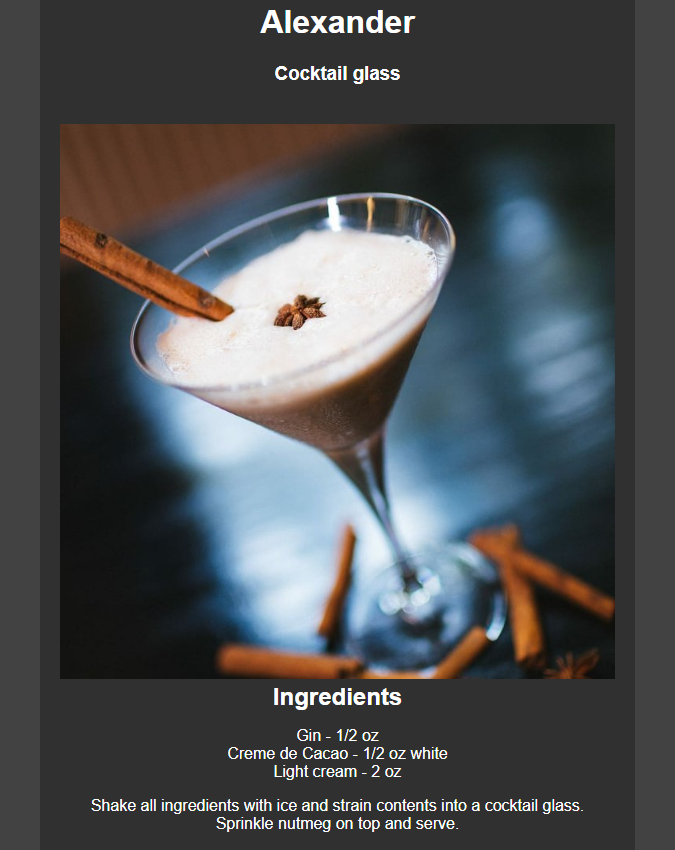 Alexander
Cocktail glass
Ingredients
Gin - 1/2 oz
Creme de Cacao - 1/2 oz white
Light cream - 2 oz
Shake all ingredients with ice and strain contents into a cocktail glass.
Sprinkle nutmeg on top and serve.